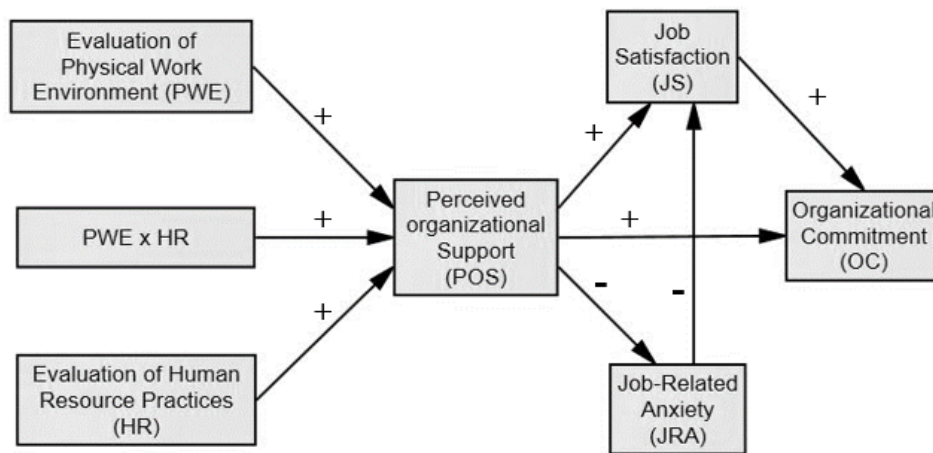 Evaluation of
Physical Work
Environment (PWE)
+
PWE x HR
+
Evaluation of Human
Resource Practices
(HR)
+
Perceived
organizational
Support
(POS)
+
+
-
Job
Satisfaction
(JS)
-
+
Job-Related
Anxiety
(JRA)
Organizational
Commitment
(OC)